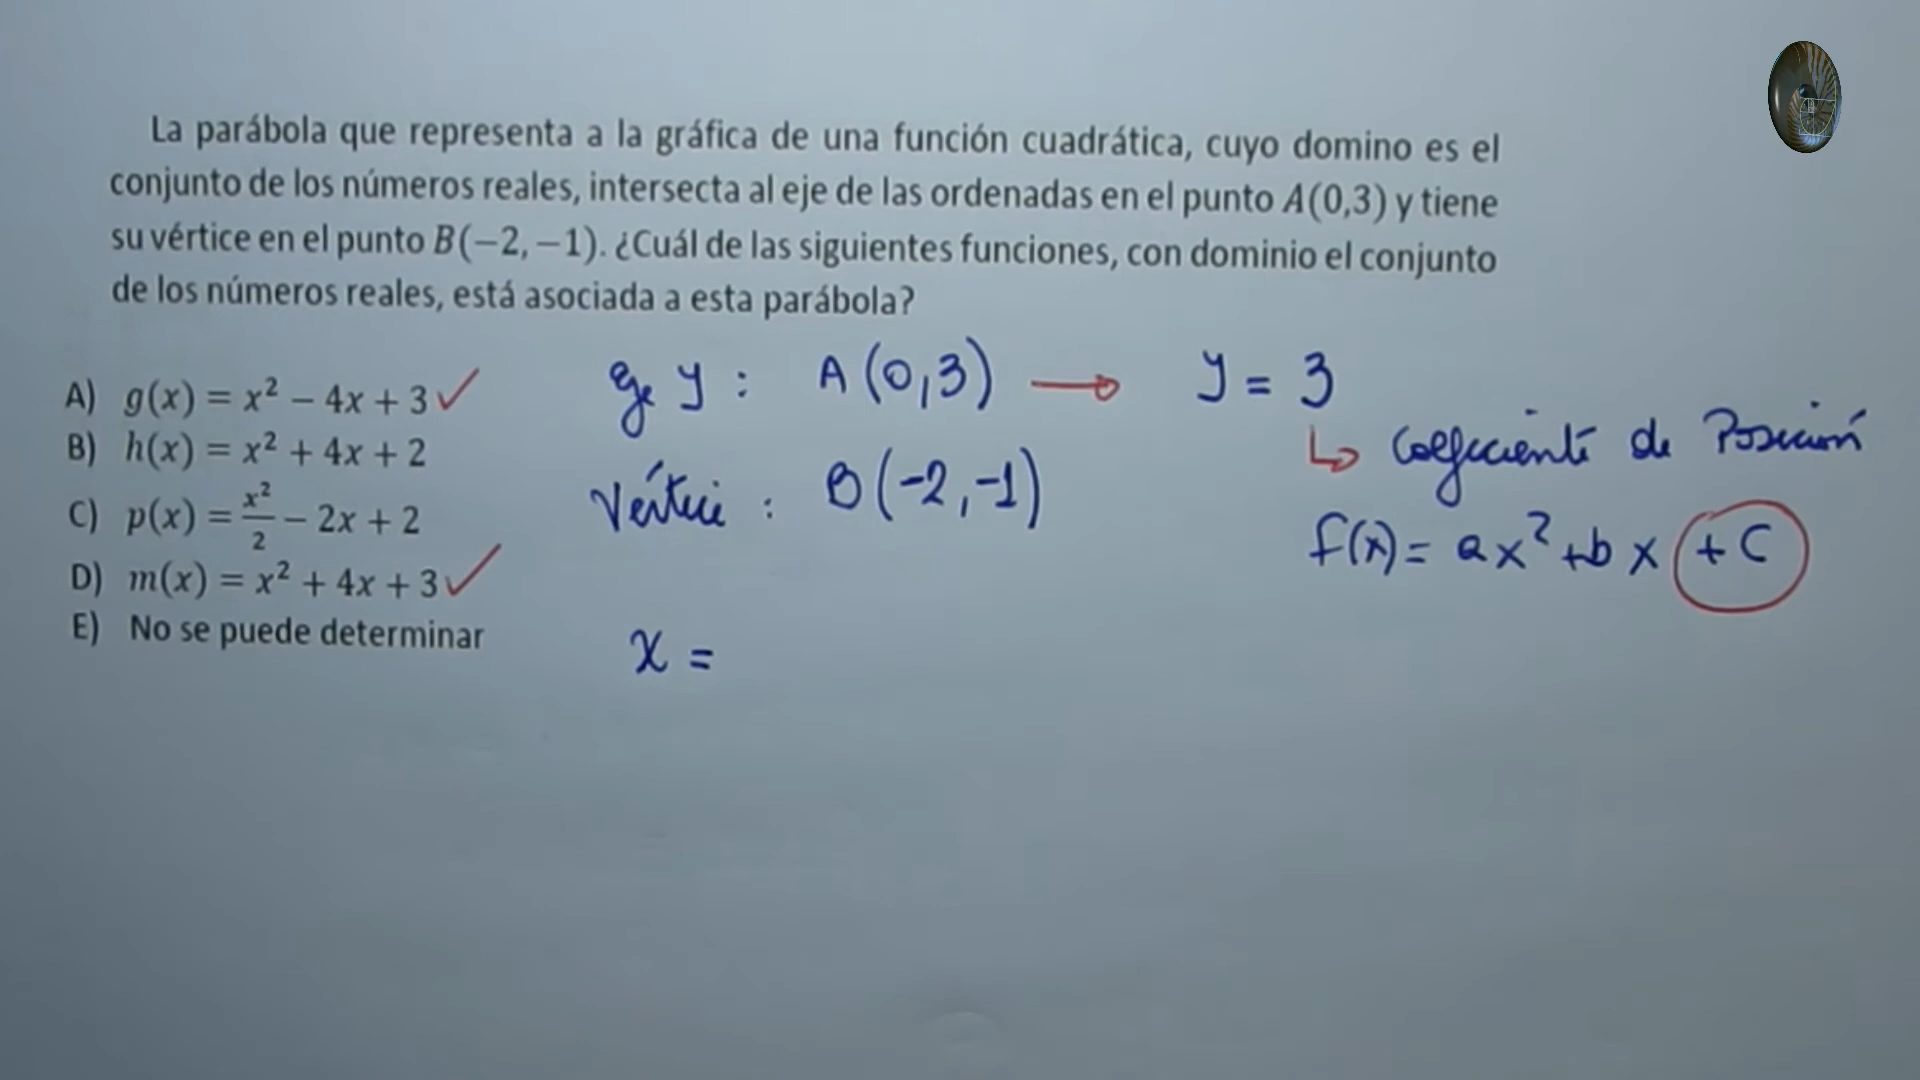 La parábola que representa a la gráfica de una función cuadrática, cuyo domino es el
conjunto de los números reales, intersecta al eje de las ordenadas en el punto A(0,3) y tiene
su vértice en el punto B(−2, −1). ¿Cuál de las siguientes funciones, con dominio el conjunto
de los números reales, está asociada a esta parábola?
A) g(x) = x² − 4x + 3 ✓
B) h(x) = x² + 4x + 2
C) p(x) = x²/2 − 2x + 2
D) m(x) = x² + 4x + 3 ✓
E) No se puede determinar
Eje y : A(0,3) → y = 3
↳ Coeficiente de Posición
Vértice : B(-2,-1)
f(x) = ax² + bx + c
x =